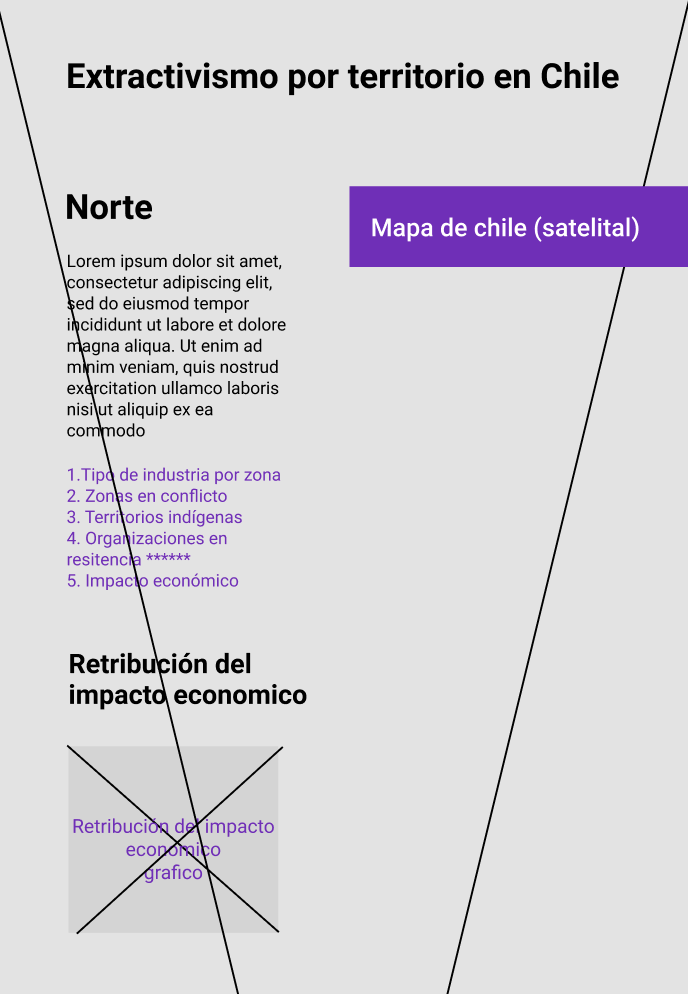 Extractivismo por territorio en Chile
Norte
Mapa de chile (satelital)
Lorem ipsum dolor sit amet,
consectetur adipiscing elit,
sed do eiusmod tempor
incididunt ut labore et dolore
magna aliqua. Ut enim ad
minim veniam, quis nostrud
exercitation ullamco laboris
nisi ut aliquip ex ea
commodo
1.Tipo de industria por zona
2. Zonas en conflicto
3. Territorios indígenas
4. Organizaciones en
resitencia ******
5. Impacto económico
Retribución del
impacto economico
Retribución del impacto
economico
grafico